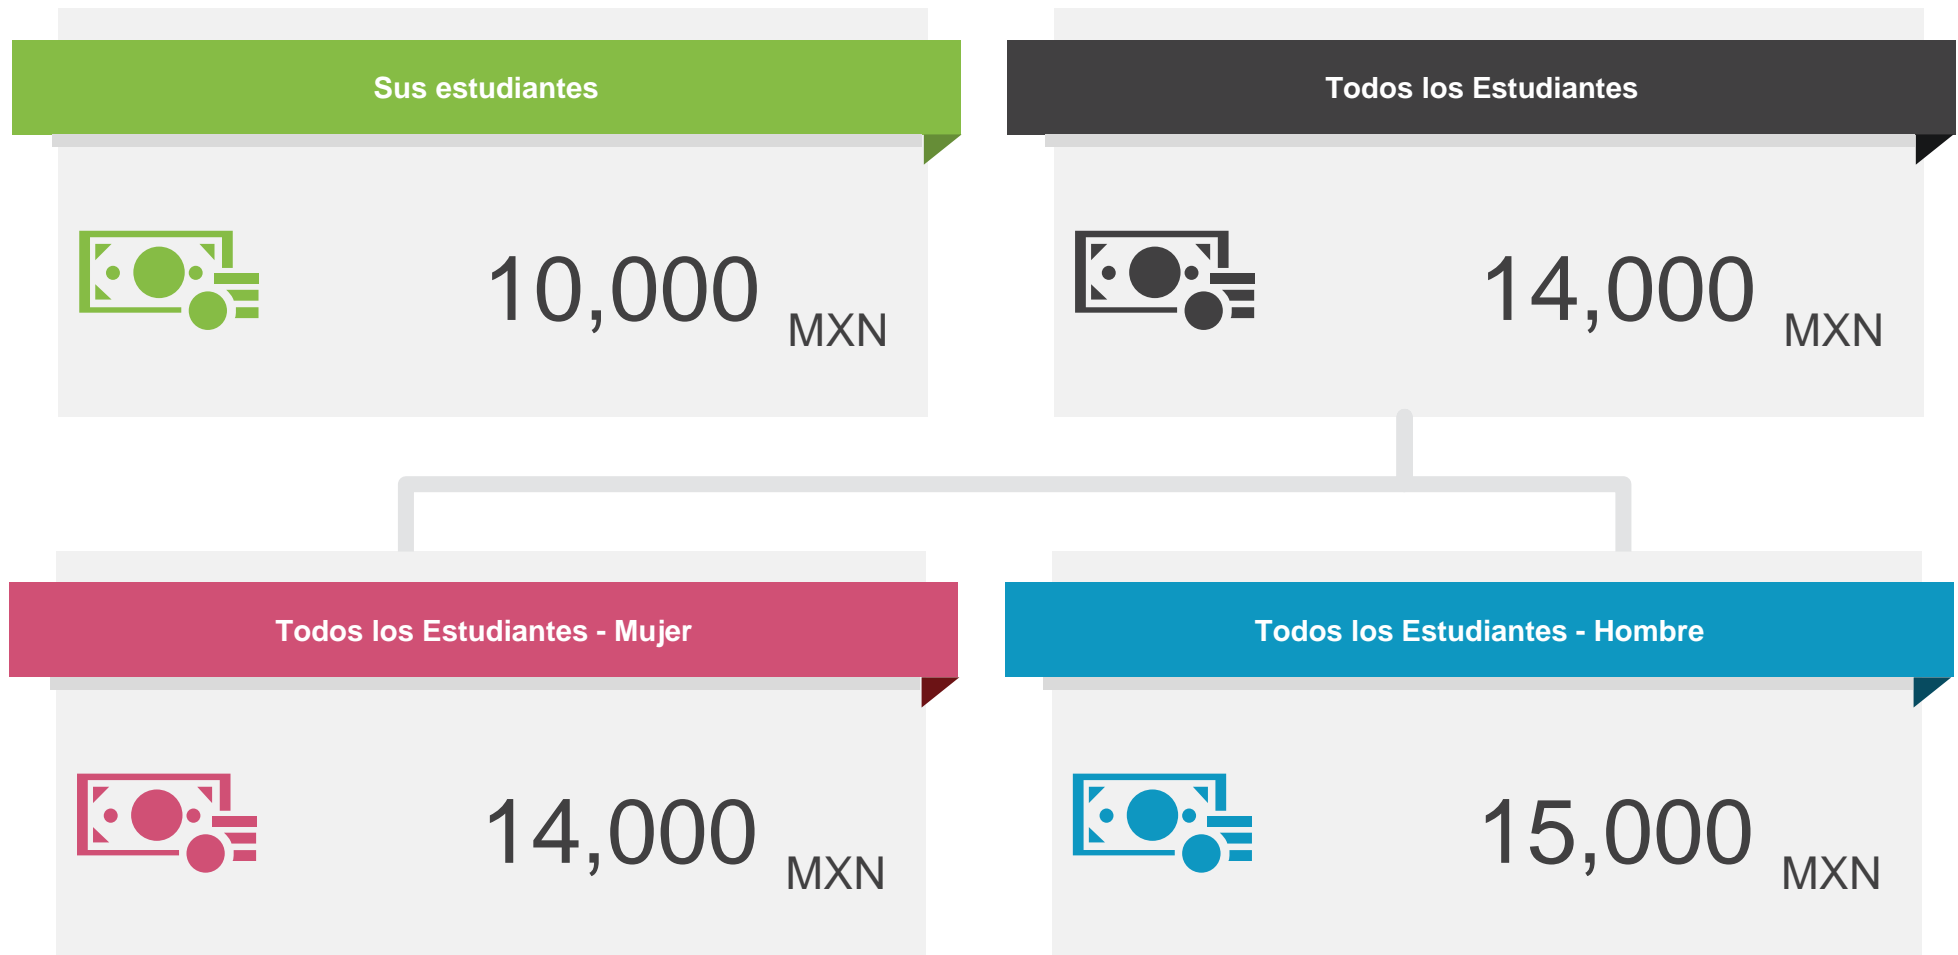 Sus estudiantes
10,000 MXN
Todos los Estudiantes
14,000 MXN
Todos los Estudiantes - Mujer
14,000 MXN
Todos los Estudiantes - Hombre
15,000 MXN